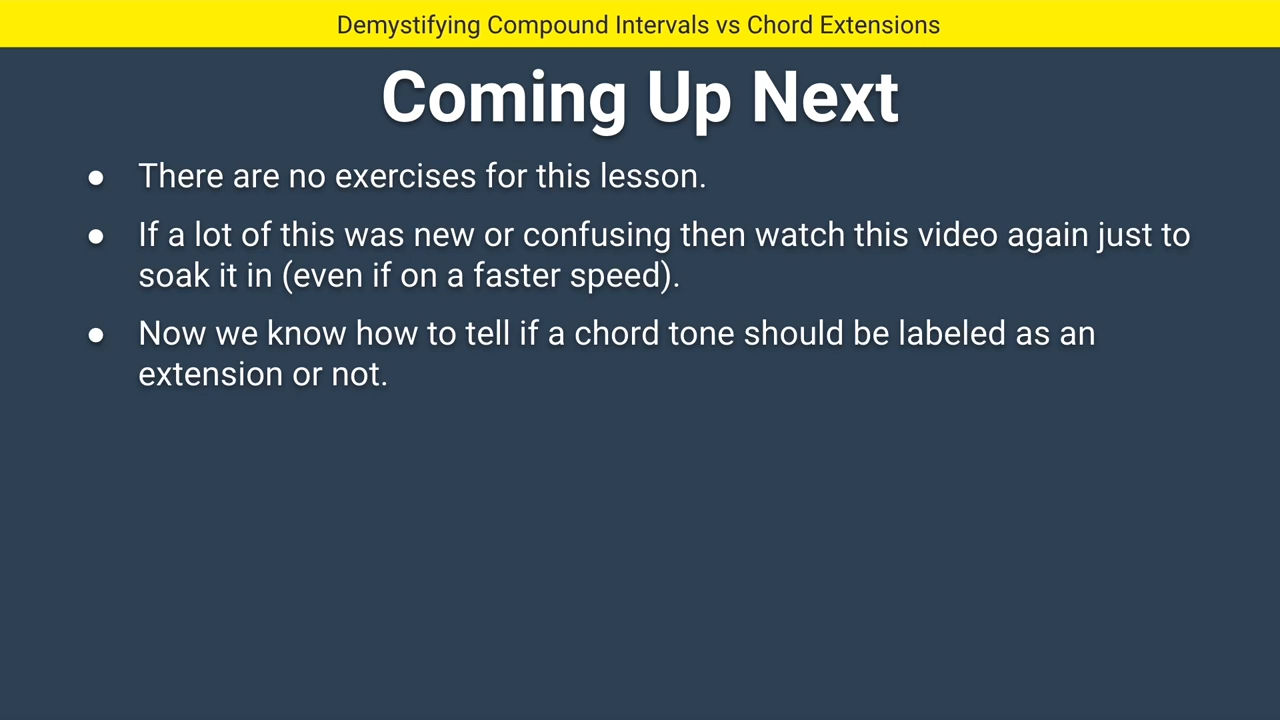 Demystifying Compound Intervals vs Chord Extensions
Coming Up Next
● There are no exercises for this lesson.
● If a lot of this was new or confusing then watch this video again just to
soak it in (even if on a faster speed).
● Now we know how to tell if a chord tone should be labeled as an
extension or not.